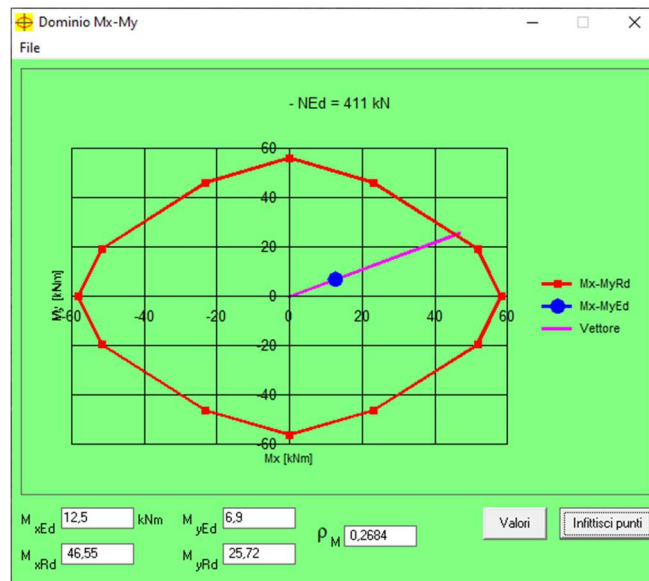 Dominio Mx-My
File
- NEd = 411 kN
60
40
20
0
-20
-40
-60
-60
-40
-20
0
20
40
60
My [kNm]
Mx [kNm]
Mx-MyRd
Mx-MyEd
Vettore
M xEd 12,5 kNm M yEd 6,9
M xRd 46,55 M yRd 25,72
ρ M 0,2684
Valori
Infittisci punti